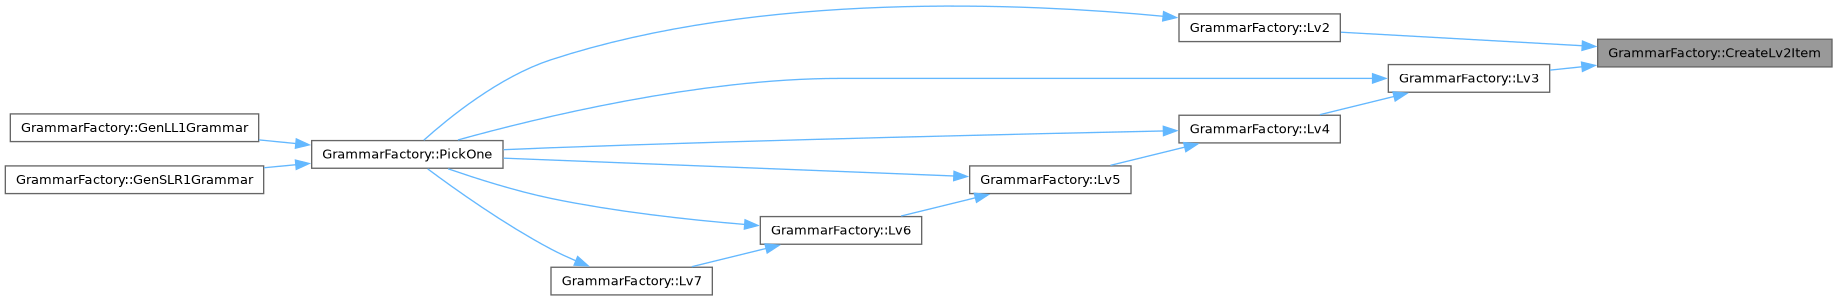 GrammarFactory::Lv2
GrammarFactory::CreateLv2Item
GrammarFactory::Lv3
GrammarFactory::GenLL1Grammar
GrammarFactory::Lv4
GrammarFactory::PickOne
GrammarFactory::GenSLR1Grammar
GrammarFactory::Lv5
GrammarFactory::Lv6
GrammarFactory::Lv7